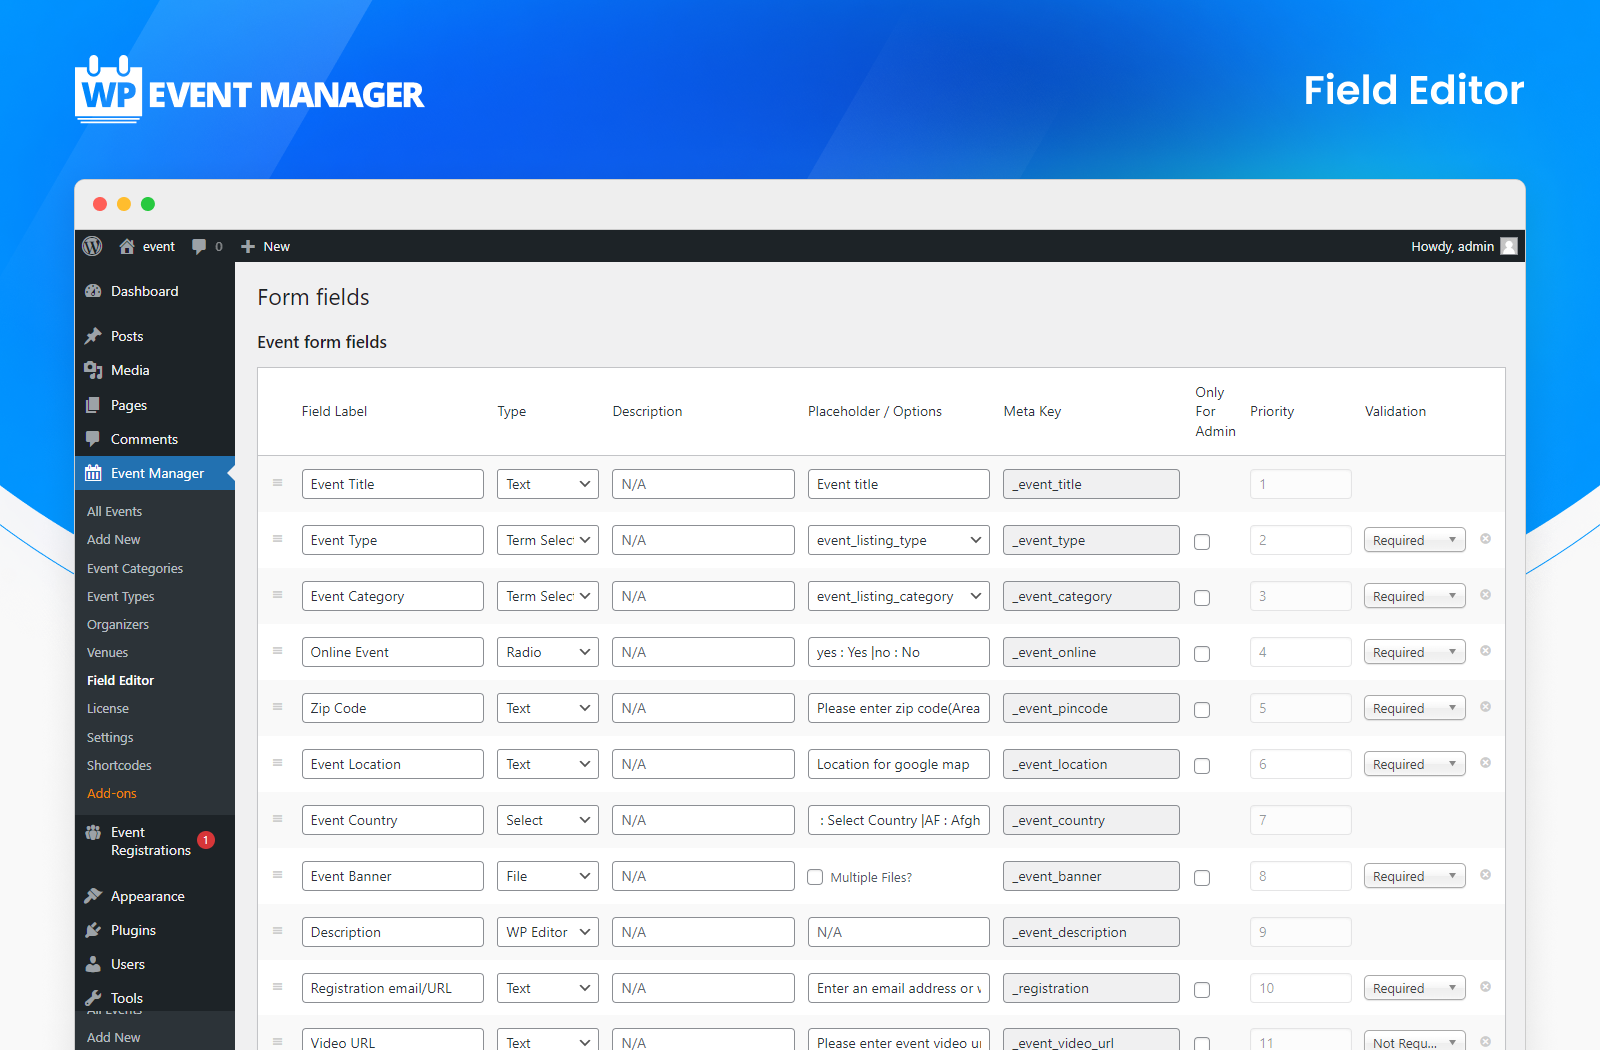 WP EVENT MANAGER
Field Editor
event 0 New
Howdy, admin
Dashboard
Posts
Media
Pages
Comments
Event Manager
All Events
Add New
Event Categories
Event Types
Organizers
Venues
Field Editor
License
Settings
Shortcodes
Add-ons
Event
Registrations 1
Appearance
Plugins
Users
Tools
All Events
Add New
Form fields
Event form fields
Field Label Type Description Placeholder / Options Meta Key Only For Admin Priority Validation
Event Title Text N/A Event title _event_title 1
Event Type Term Selec N/A event_listing_type _event_type 2 Required
Event Category Term Selec N/A event_listing_category _event_category 3 Required
Online Event Radio N/A yes : Yes |no : No _event_online 4 Required
Zip Code Text N/A Please enter zip code(Area _event_pincode 5 Required
Event Location Text N/A Location for google map _event_location 6 Required
Event Country Select N/A : Select Country |AF : Afgh _event_country 7
Event Banner File N/A Multiple Files? _event_banner 8 Required
Description WP Editor N/A N/A _event_description 9
Registration email/URL Text N/A Enter an email address or _registration 10 Required
Video URL Text N/A Please enter event video _event_video_url 11 Not Requ...